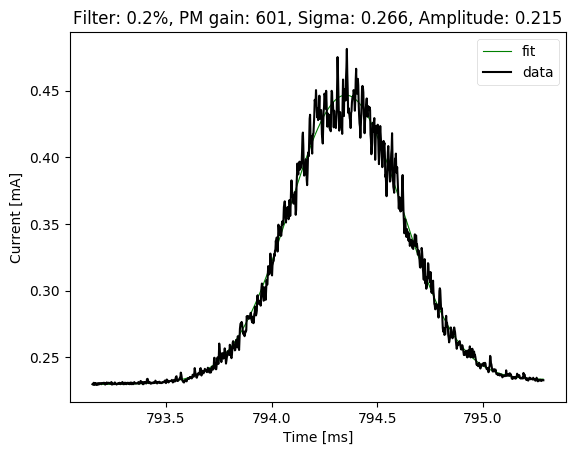 Filter: 0.2%, PM gain: 601, Sigma: 0.266, Amplitude: 0.215
fit
data
0.45
0.40
0.35
0.30
0.25
Current [mA]
793.5 794.0 794.5 795.0
Time [ms]